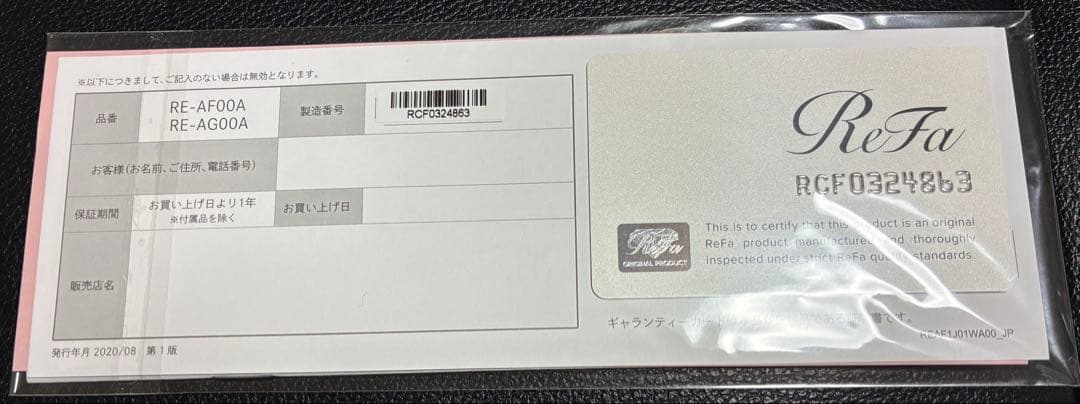 ※以下につきまして、ご記入のない場合は無効となります。
品番
RE-AF00A
RE-AG00A
製造番号
RCF0324863
お客様(お名前、ご住所、電話番号)
保証期間
お買い上げ日より1年
※付属品を除く
お買い上げ日
販売店名
発行年月 2020/08 第1版
ReFa
RCF0324863
ReFa
ORIGINAL PRODUCT
This is to certify that this product is an original
ReFa product manufactured and thoroughly
inspected under strict ReFa quality standards.
ギャランティーカードは
である
書です。
REAF1J01WA00_JP